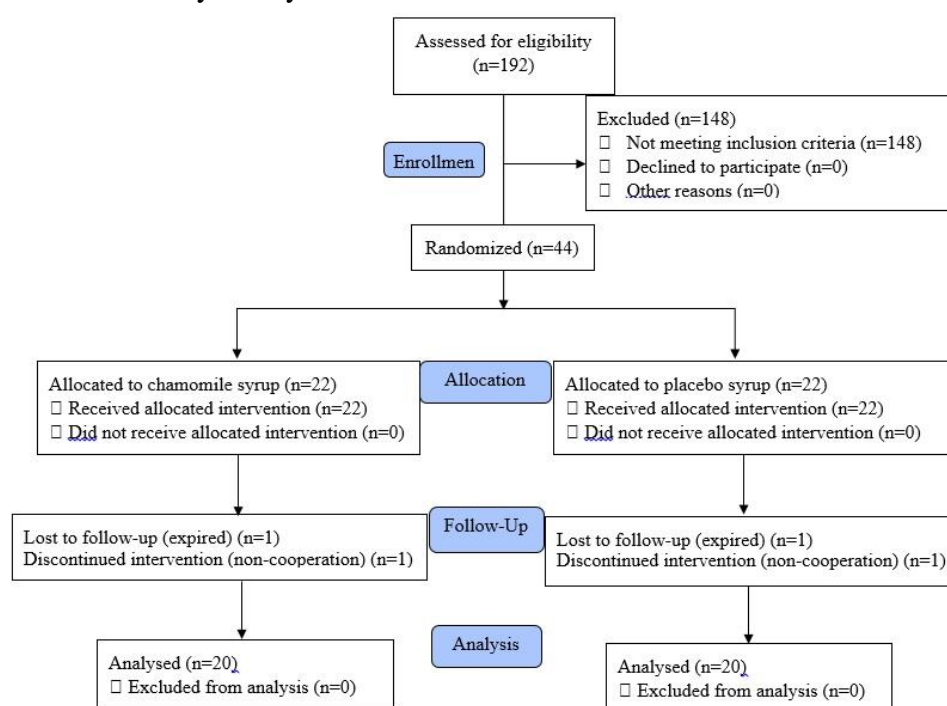 Assessed for eligibility
(n=192)
Excluded (n=148)
☐ Not meeting inclusion criteria (n=148)
☐ Declined to participate (n=0)
☐ Other reasons (n=0)
Enrollmen
Randomized (n=44)
Allocated to chamomile syrup (n=22)
☐ Received allocated intervention (n=22)
☐ Did not receive allocated intervention (n=0)
Allocation
Allocated to placebo syrup (n=22)
☐ Received allocated intervention (n=22)
☐ Did not receive allocated intervention (n=0)
Lost to follow-up (expired) (n=1)
Discontinued intervention (non-cooperation) (n=1)
Follow-Up
Lost to follow-up (expired) (n=1)
Discontinued intervention (non-cooperation) (n=1)
Analysed (n=20)
☐ Excluded from analysis (n=0)
Analysis
Analysed (n=20)
☐ Excluded from analysis (n=0)